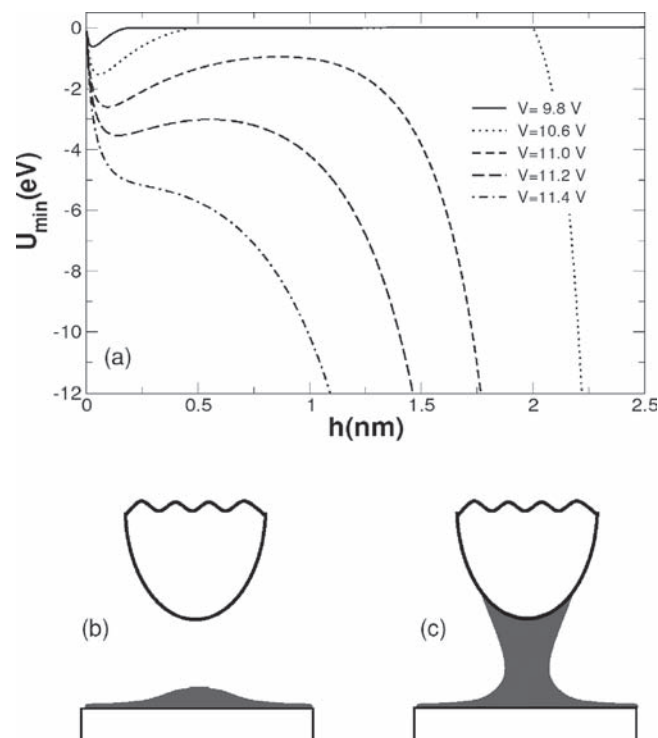 0
-2
-4
-6
-8
-10
-12
U_min(eV)
V= 9.8 V
V=10.6 V
V=11.0 V
V=11.2 V
V=11.4 V
(a)
0 0.5 1 1.5 2 2.5
h(nm)
(b) (c)